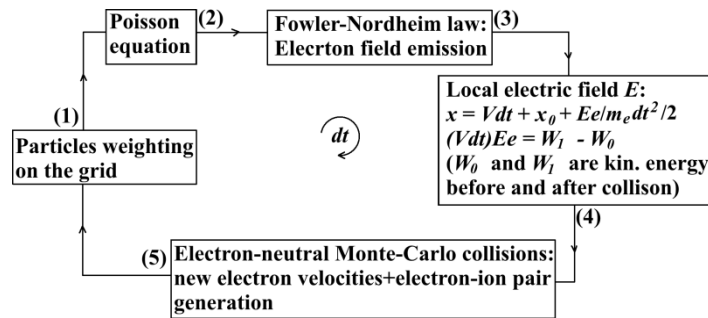 Poisson
equation
(2)
Fowler-Nordheim law:
Elecrton field emission
(3)
Local electric field E:
x = Vdt + x₀ + Ee/mₑdt²/2
(Vdt)Ee = W₁ - W₀
(W₀ and W₁ are kin. energy
before and after collison)
(4)
Electron-neutral Monte-Carlo collisions:
new electron velocities+electron-ion pair
generation
(5)
Particles weighting
on the grid
(1)
dt